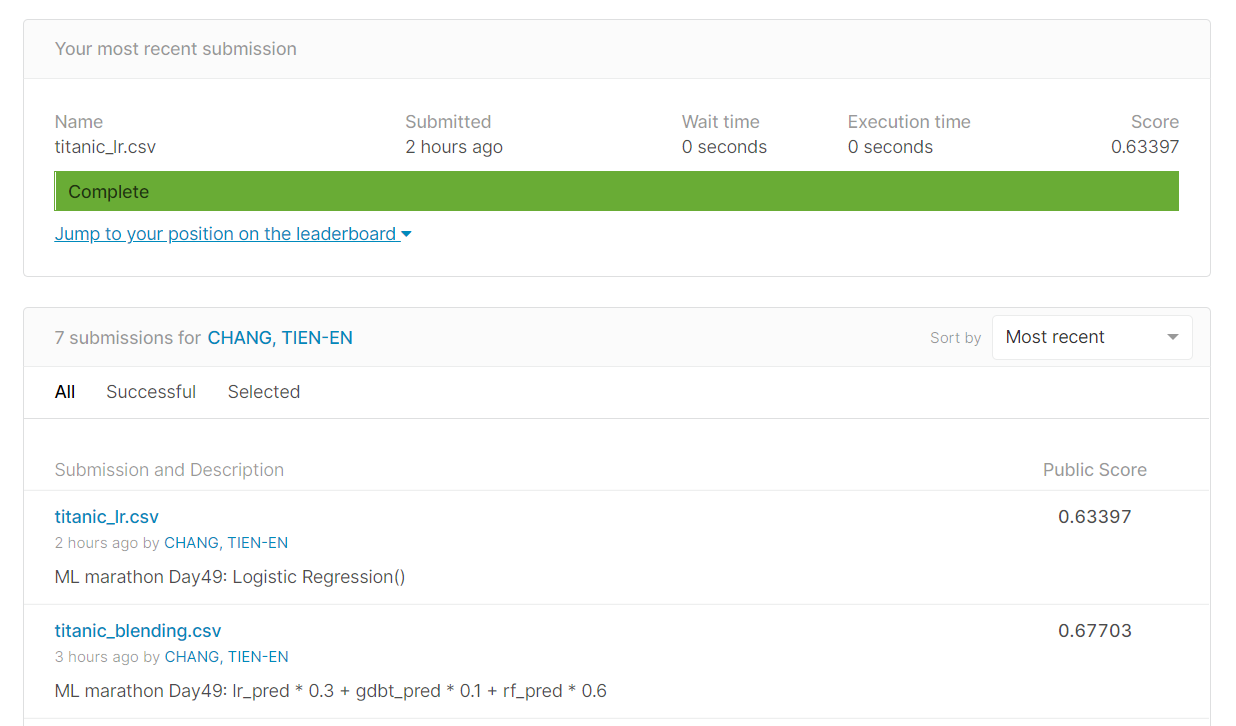 Your most recent submission
Name Submitted Wait time Execution time Score
titanic_lr.csv 2 hours ago 0 seconds 0 seconds 0.63397
Complete
Jump to your position on the leaderboard
7 submissions for CHANG, TIEN-EN Sort by Most recent
All Successful Selected
Submission and Description Public Score
titanic_lr.csv 0.63397
2 hours ago by CHANG, TIEN-EN
ML marathon Day49: Logistic Regression()
titanic_blending.csv 0.67703
3 hours ago by CHANG, TIEN-EN
ML marathon Day49: lr_pred * 0.3 + gdbt_pred * 0.1 + rf_pred * 0.6